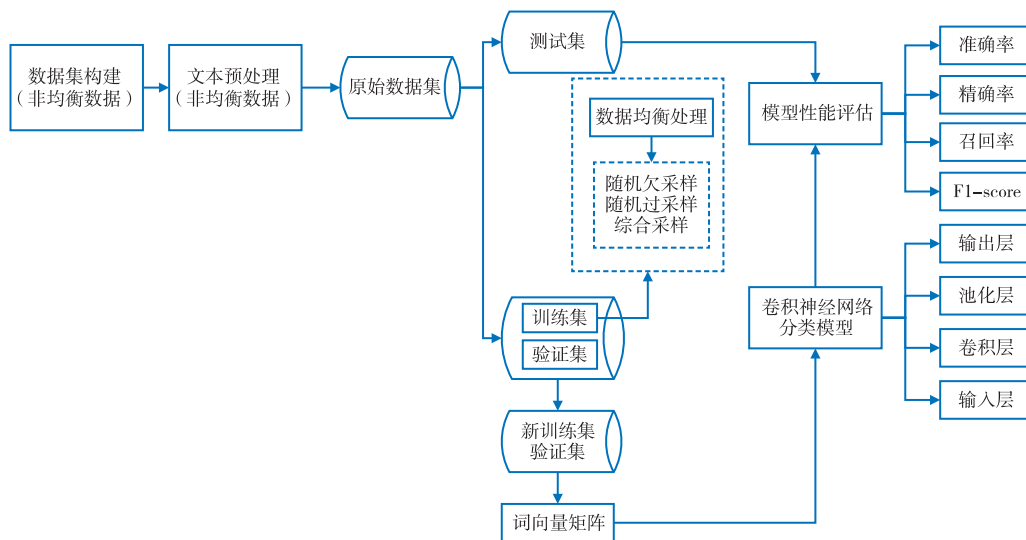 数据集构建
（非均衡数据）
文本预处理
（非均衡数据）
原始数据集
测试集
数据均衡处理
随机欠采样
随机过采样
综合采样
训练集
验证集
新训练集
验证集
词向量矩阵
模型性能评估
卷积神经网络
分类模型
准确率
精确率
召回率
F1-score
输出层
池化层
卷积层
输入层